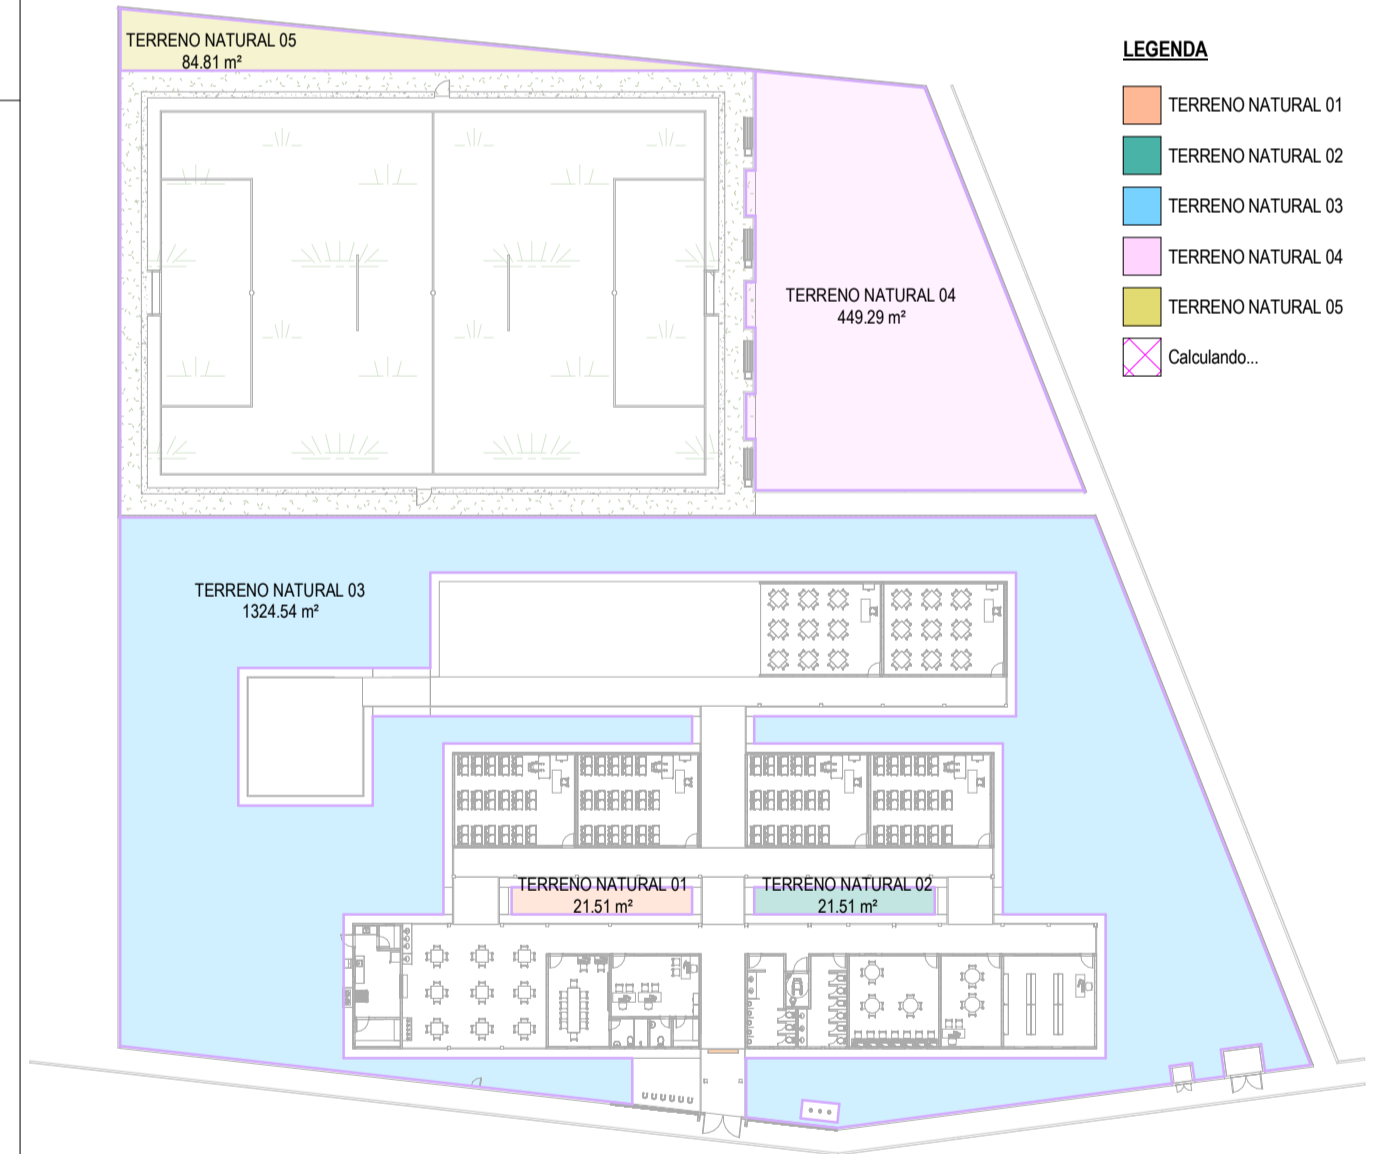 TERRENO NATURAL 05
84.81 m²
LEGENDA
TERRENO NATURAL 01
TERRENO NATURAL 02
TERRENO NATURAL 03
TERRENO NATURAL 04
TERRENO NATURAL 05
Calculando...
TERRENO NATURAL 04
449.29 m²
TERRENO NATURAL 03
1324.54 m²
TERRENO NATURAL 01
21.51 m²
TERRENO NATURAL 02
21.51 m²